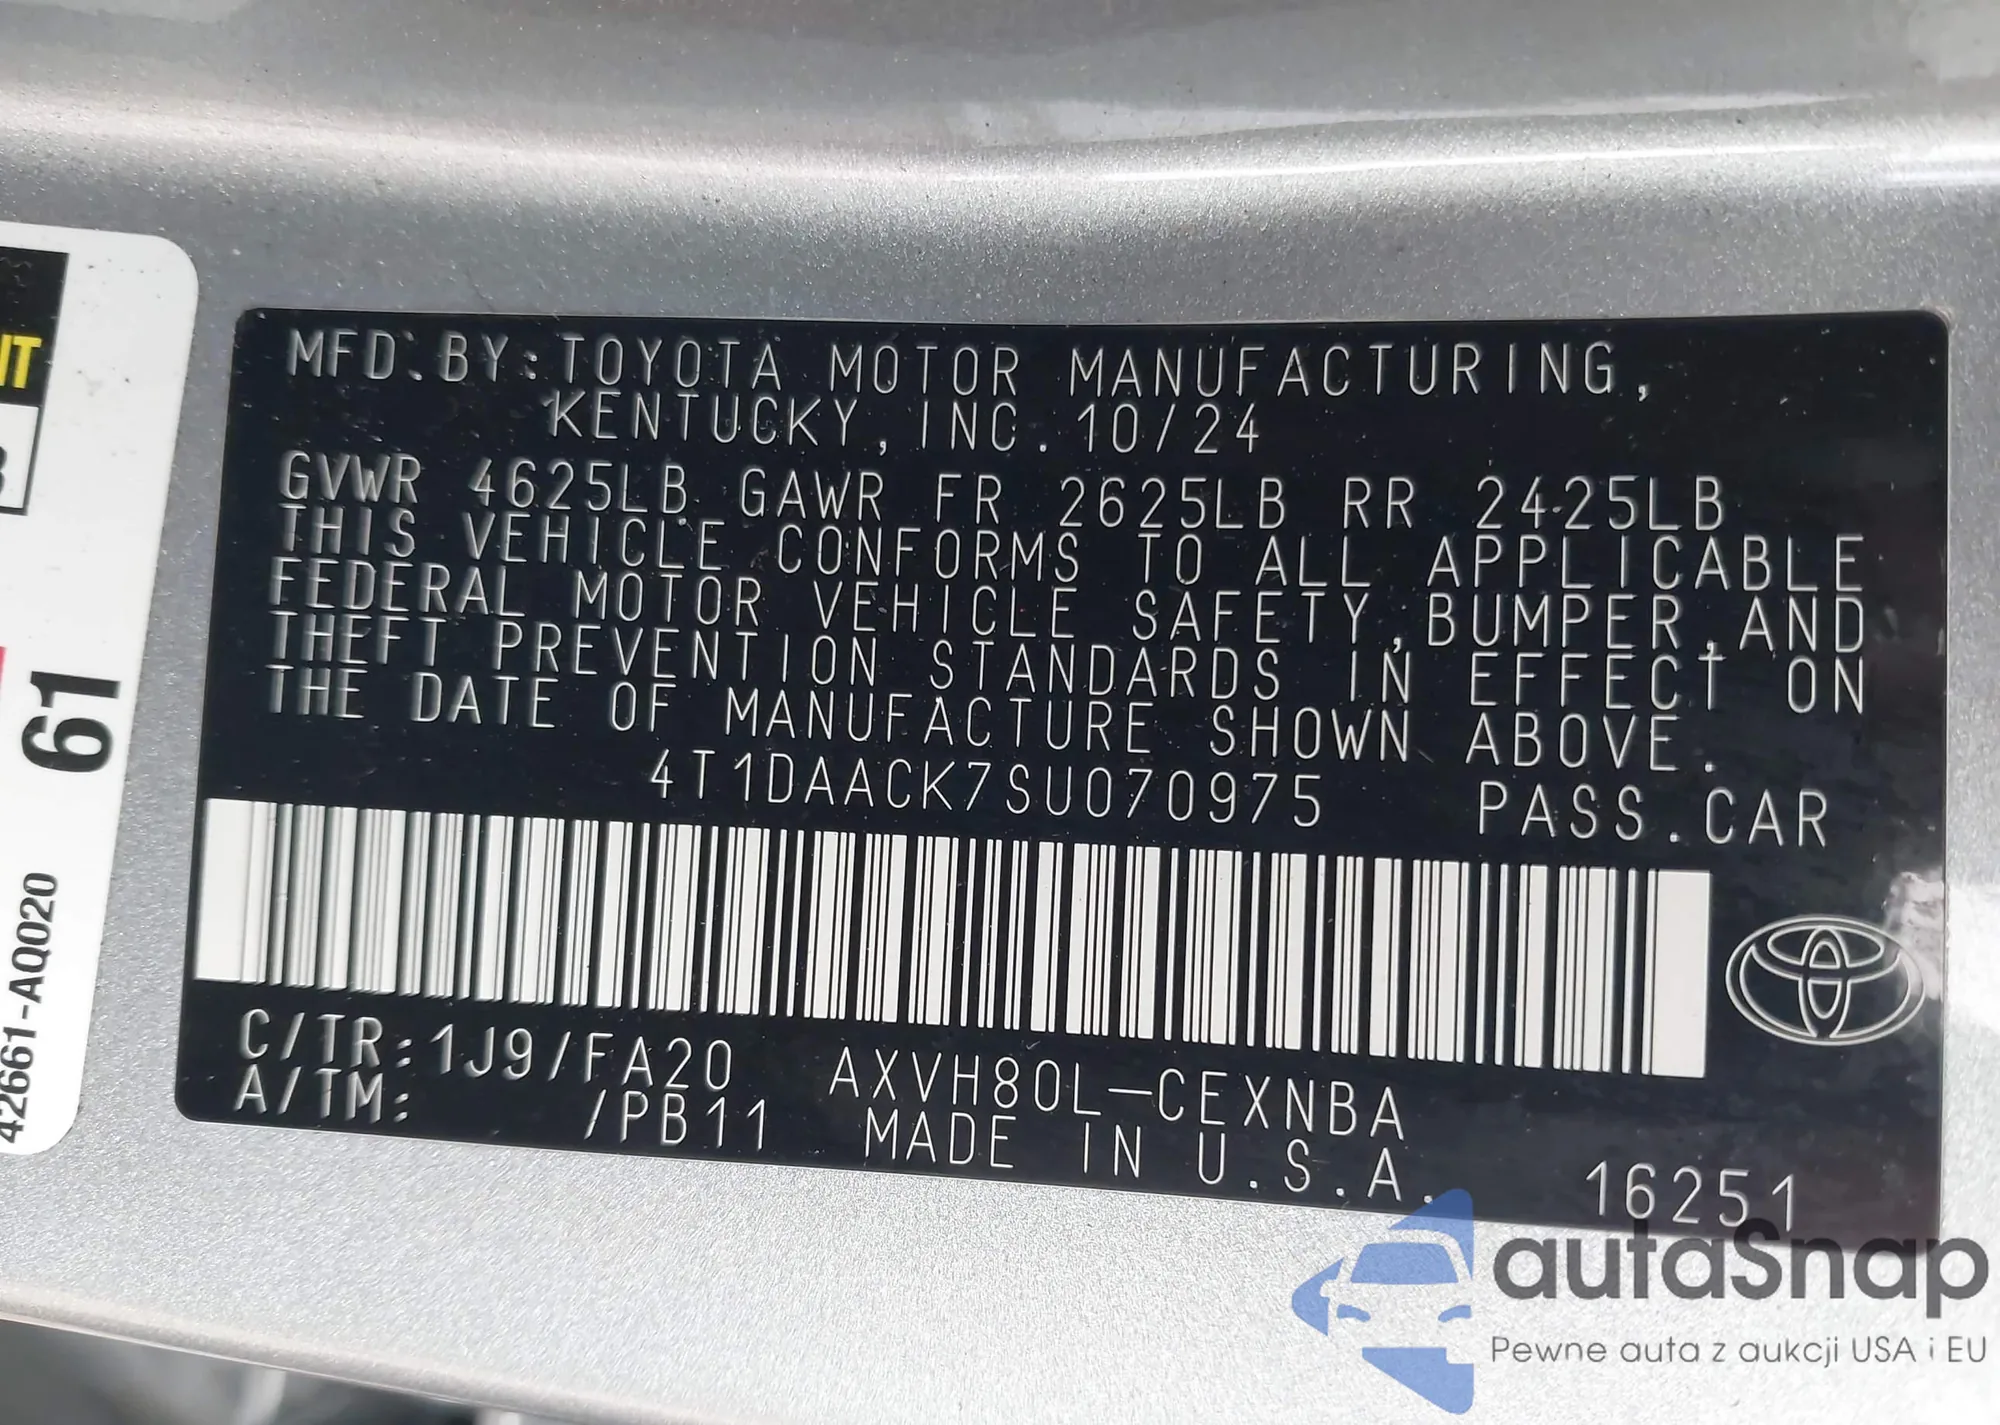 MFD. BY: TOYOTA MOTOR MANUFACTURING,
KENTUCKY, INC. 10/24
GVWR 4625LB GAWR FR 2625LB RR 2425LB
THIS VEHICLE CONFORMS TO ALL APPLICABLE
FEDERAL MOTOR VEHICLE SAFETY, BUMPER, AND
THEFT PREVENTION STANDARDS IN EFFECT ON
THE DATE OF MANUFACTURE SHOWN ABOVE.
4T1DAACK7SU070975 PASS. CAR
C/TR: 1J9/FA20 AXVH80L-CEXNBA
A/TM: /PB11 MADE IN U.S.A.
16251
61
42661-AQ020
autaSnap
Pewne auta z aukcji USA i EU